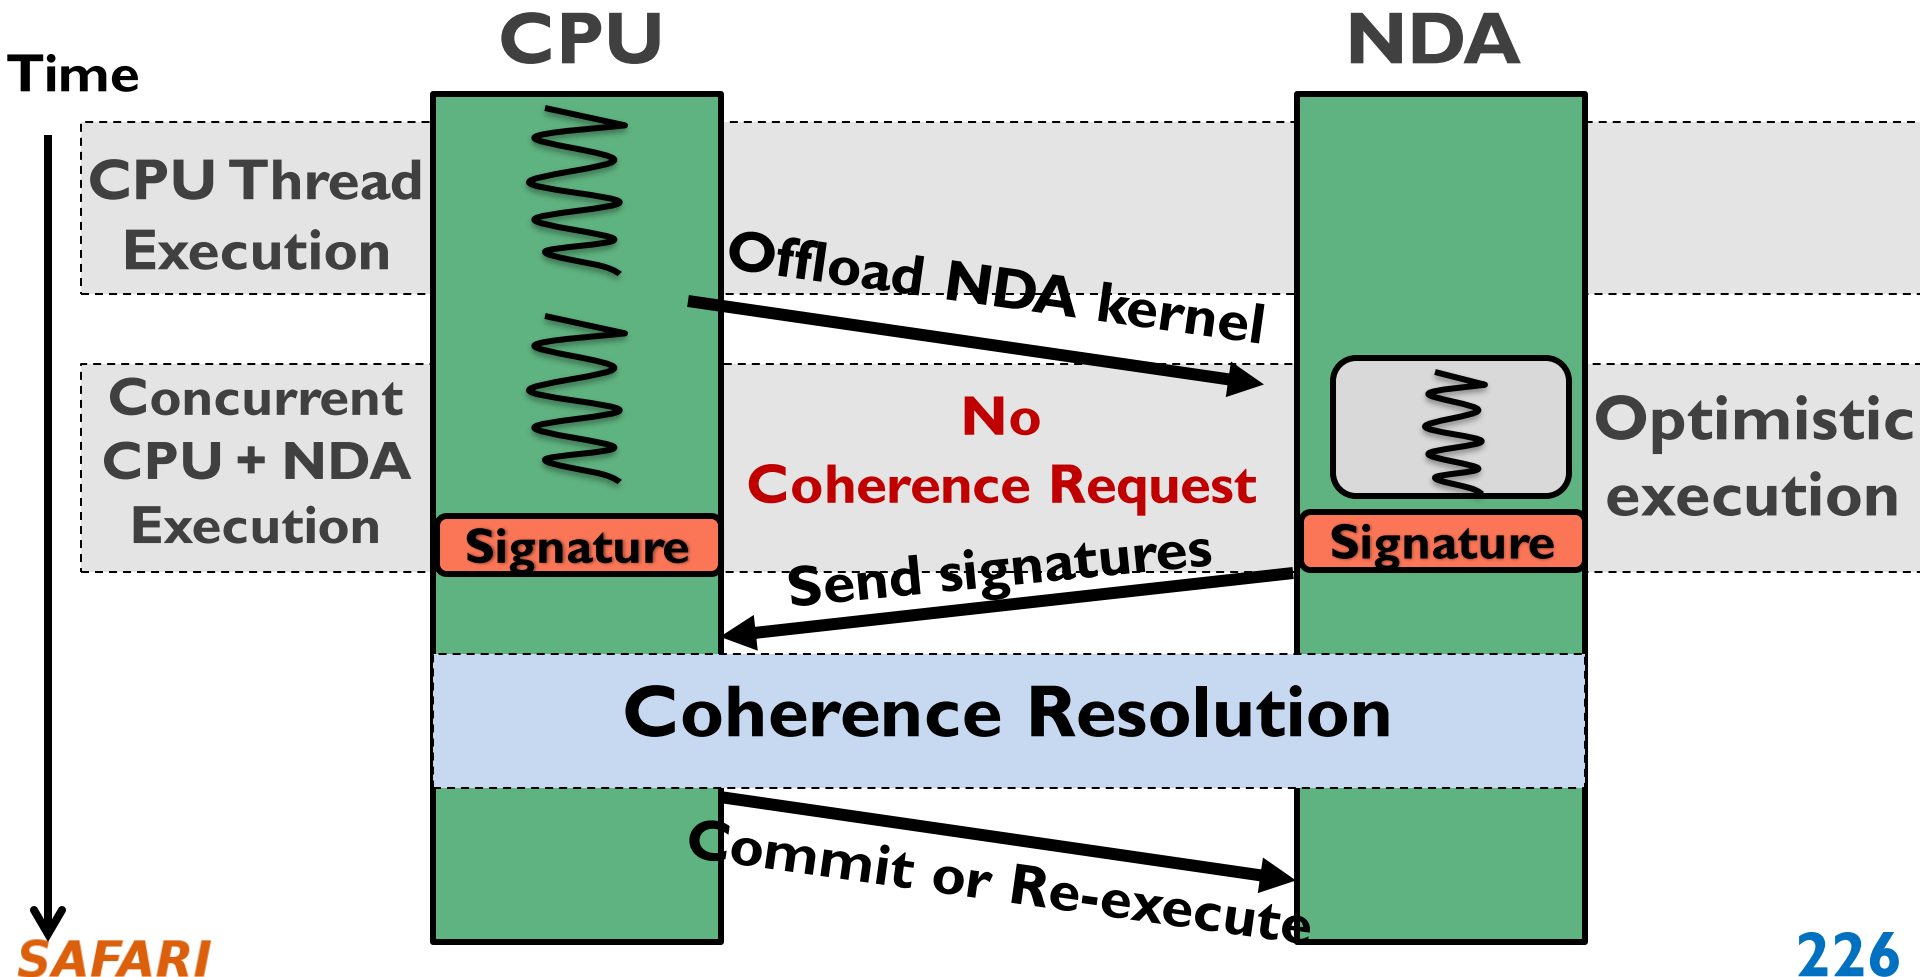 CPU
NDA
Time
CPU Thread
Execution
Offload NDA kernel
Concurrent
CPU + NDA
Execution
No
Coherence Request
Optimistic
execution
Signature
Signature
Send signatures
Coherence Resolution
Commit or Re-execute
SAFARI
226